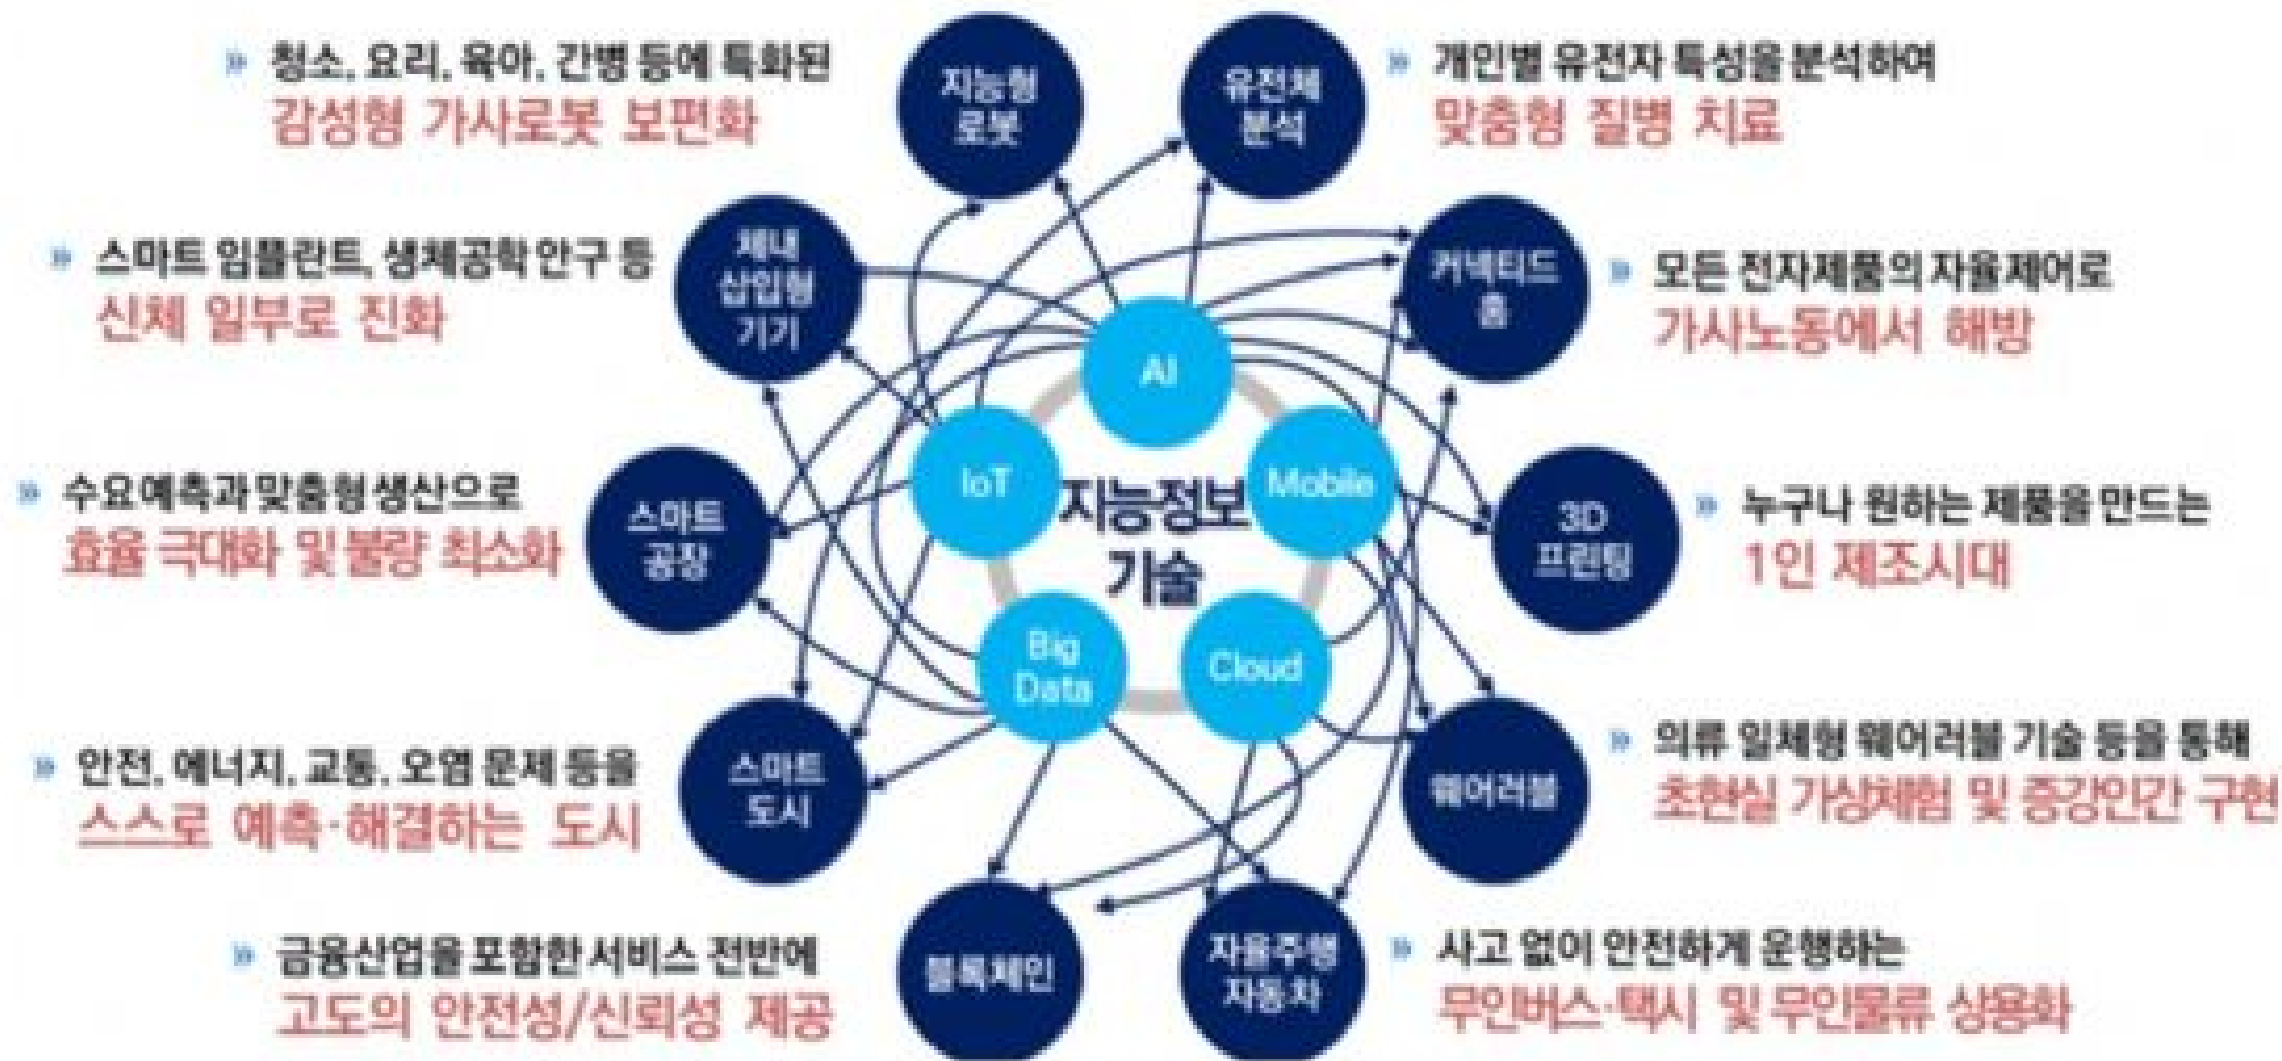 » 청소, 요리, 육아, 간병 등에 특화된
감성형 가사로봇 보편화
지능형
로봇
유전체
분석
» 개인별 유전자 특성을 분석하여
맞춤형 질병 치료
» 스마트 임플란트, 생체공학 안구 등
신체 일부로 진화
체내
삽입형
기기
커넥티드
홈
» 모든 전자제품의 자율제어로
가사노동에서 해방
AI
IoT
Mobile
지능정보
기술
Big
Data
Cloud
» 수요예측과 맞춤형 생산으로
효율 극대화 및 불량 최소화
스마트
공장
3D
프린팅
» 누구나 원하는 제품을 만드는
1인 제조시대
» 안전, 에너지, 교통, 오염 문제 등을
스스로 예측·해결하는 도시
스마트
도시
웨어러블
» 의류 일체형 웨어러블 기술 등을 통해
초현실 가상체험 및 증강인간 구현
» 금융산업을 포함한 서비스 전반에
고도의 안전성/신뢰성 제공
블록체인
자율주행
자동차
» 사고 없이 안전하게 운행하는
무인버스·택시 및 무인물류 상용화